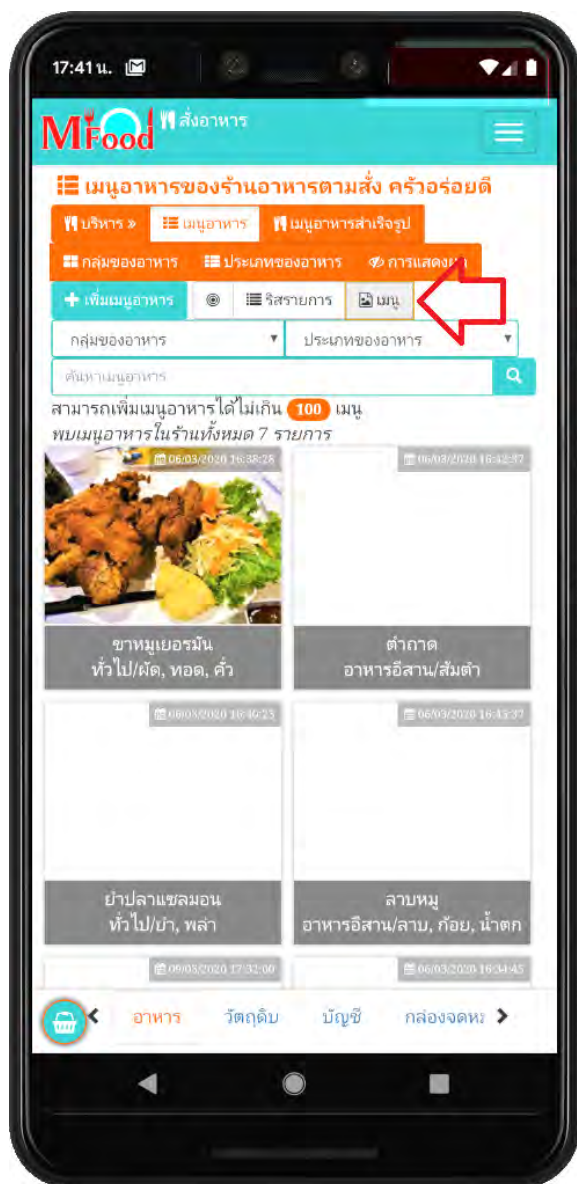 17:41 น.
MFood สั่งอาหาร
เมนูอาหารของร้านอาหารตามสั่ง ครัวอร่อยดี
บริหาร » เมนูอาหาร เมนูอาหารสำเร็จรูป
กลุ่มของอาหาร ประเภทของอาหาร การแสดงผล
+ เพิ่มเมนูอาหาร ริสรายการ เมนู
กลุ่มของอาหาร ประเภทของอาหาร
ค้นหาเมนูอาหาร
สามารถเพิ่มเมนูอาหารได้ไม่เกิน 100 เมนู
พบเมนูอาหารในร้านทั้งหมด 7 รายการ
06/03/2020 16:38:28 06/03/2020 16:42:37
ขาหมูเยอรมัน ตำถาด
ทั่วไป/ผัด, ทอด, คั่ว อาหารอีสาน/ส้มตำ
06/03/2020 16:40:23 06/03/2020 16:43:37
ยำปลาแซลมอน ลาบหมู
ทั่วไป/ยำ, พล่า อาหารอีสาน/ลาบ, ก้อย, น้ำตก
09/03/2020 17:32:00 06/03/2020 16:34:45
อาหาร วัตถุดิบ บัญชี กล่องจดหม